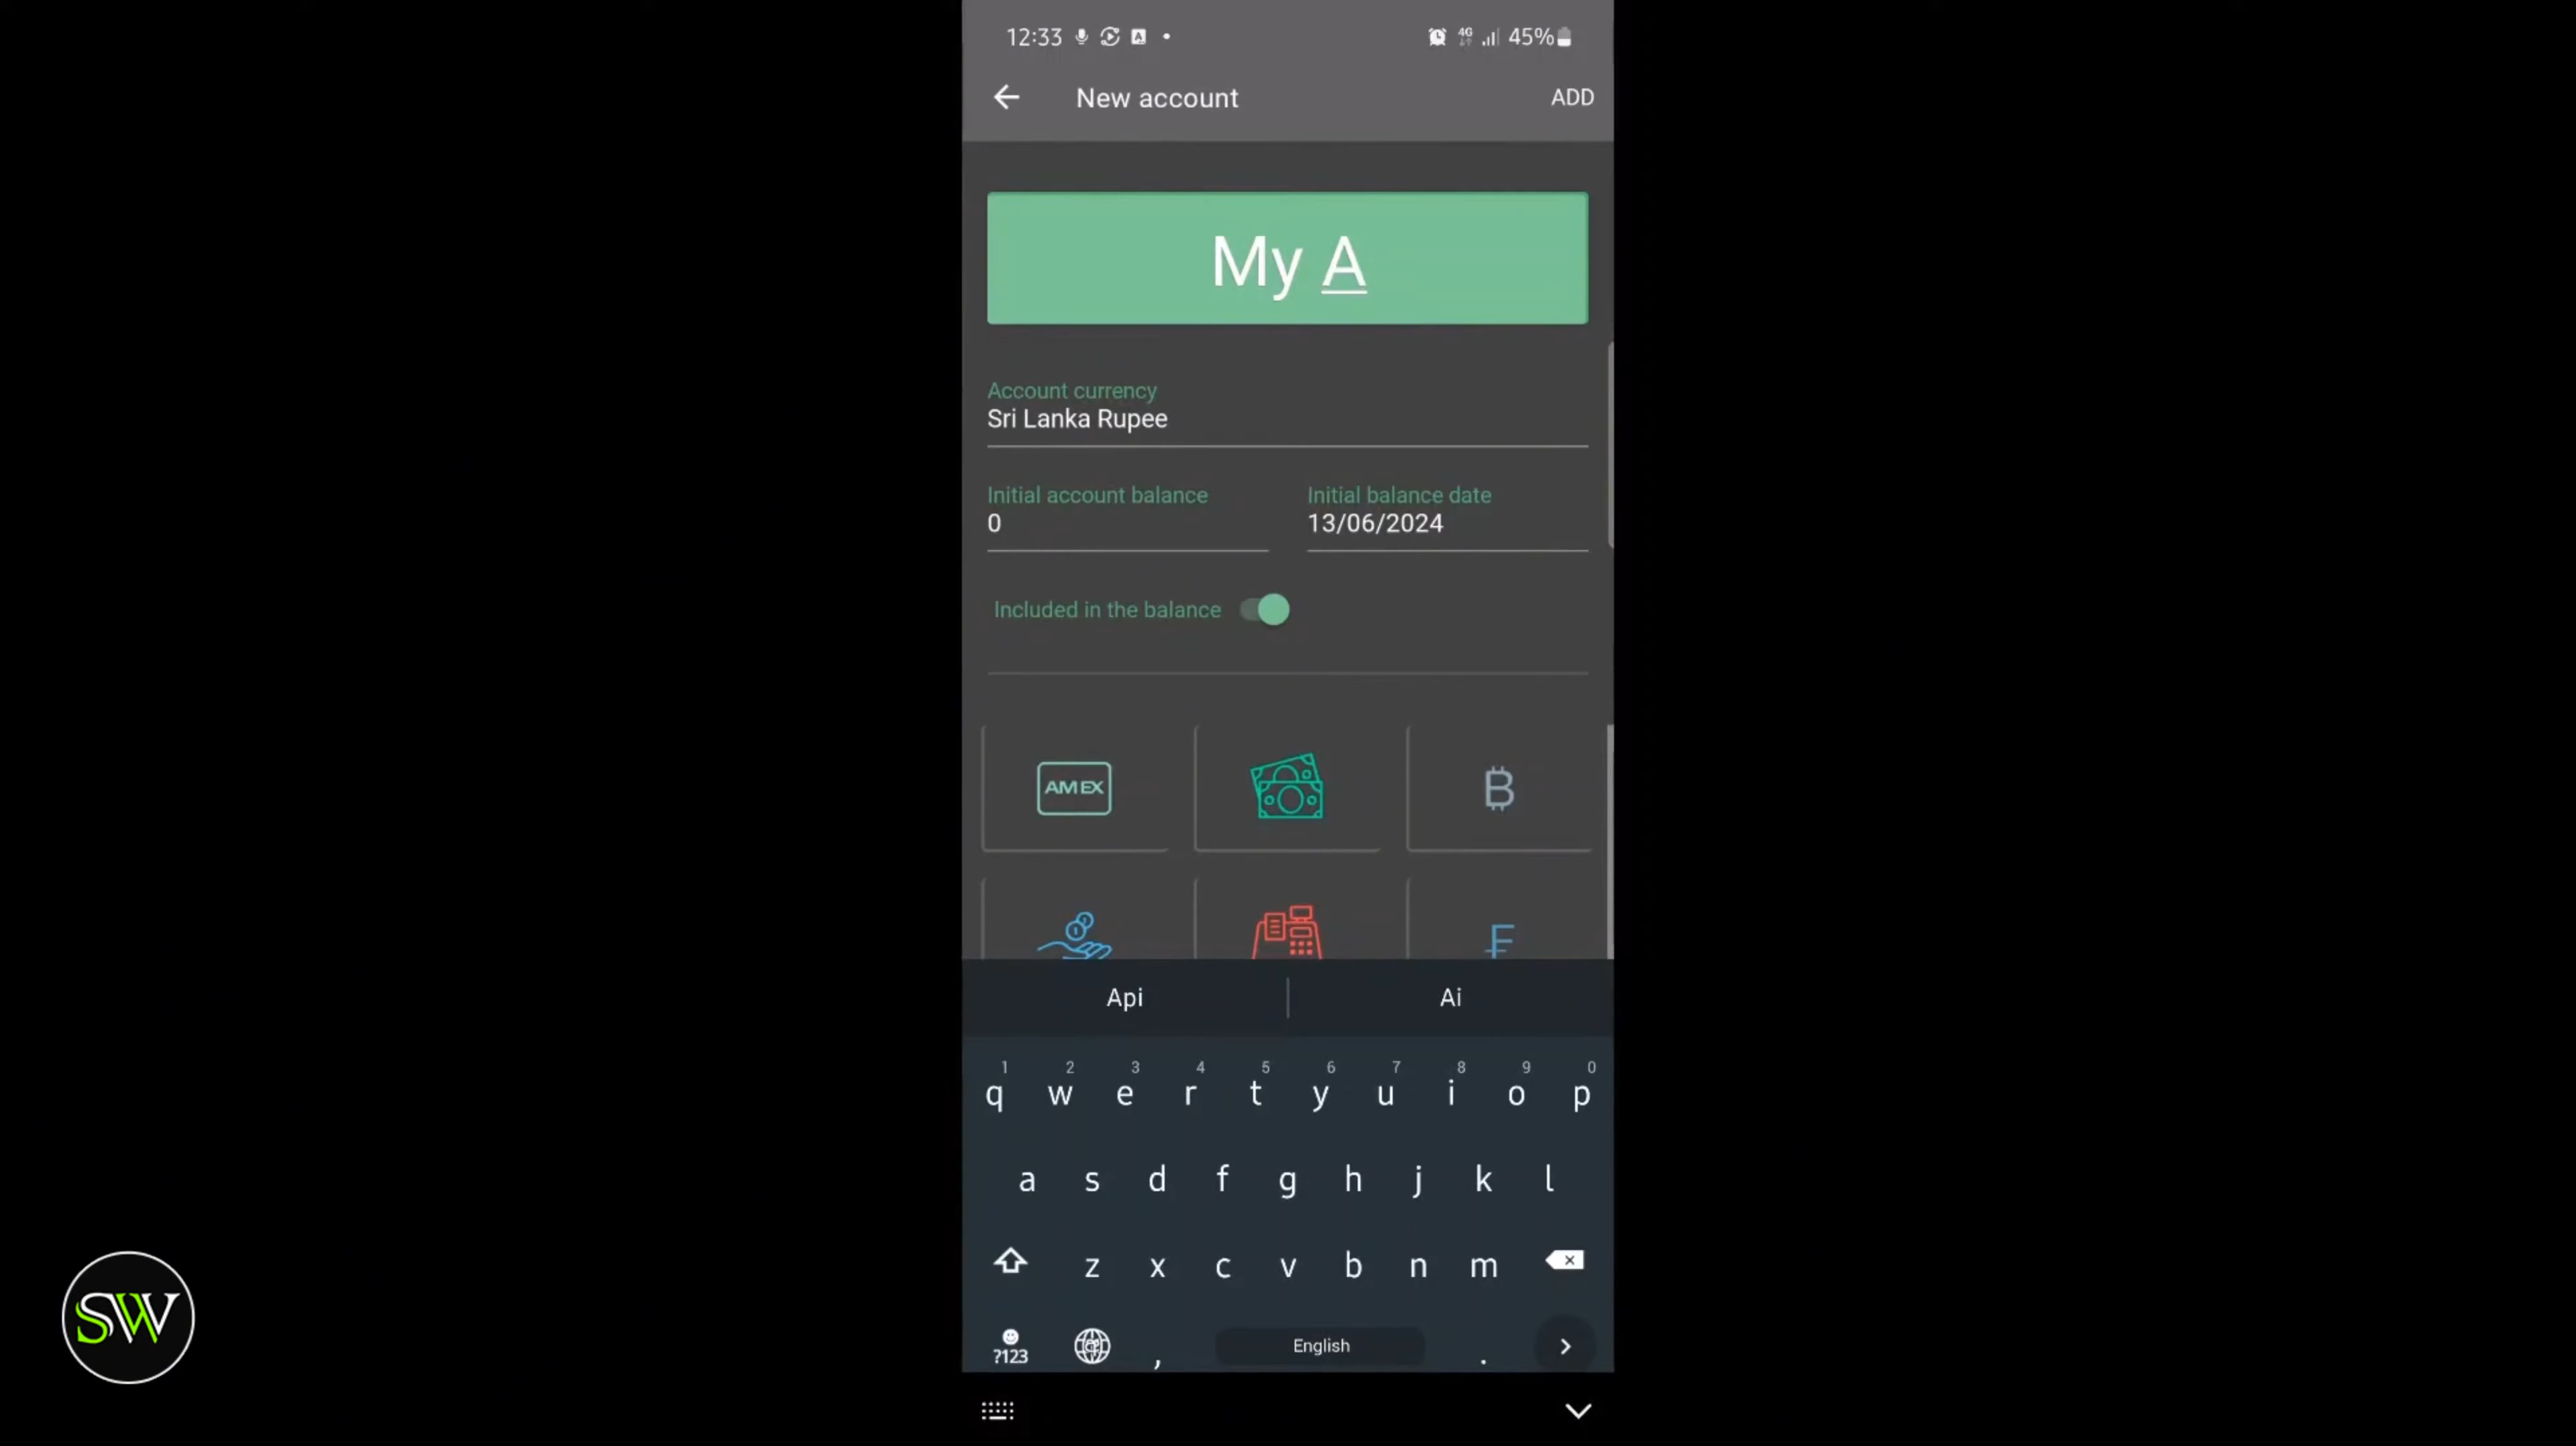 12:33 4G 45%
New account ADD
My A
Account currency
Sri Lanka Rupee
Initial account balance Initial balance date
0 13/06/2024
Included in the balance
AMEX
Api Ai
1 2 3 4 5 6 7 8 9 0
q w e r t y u i o p
a s d f g h j k l
z x c v b n m
?123 , English .
SW